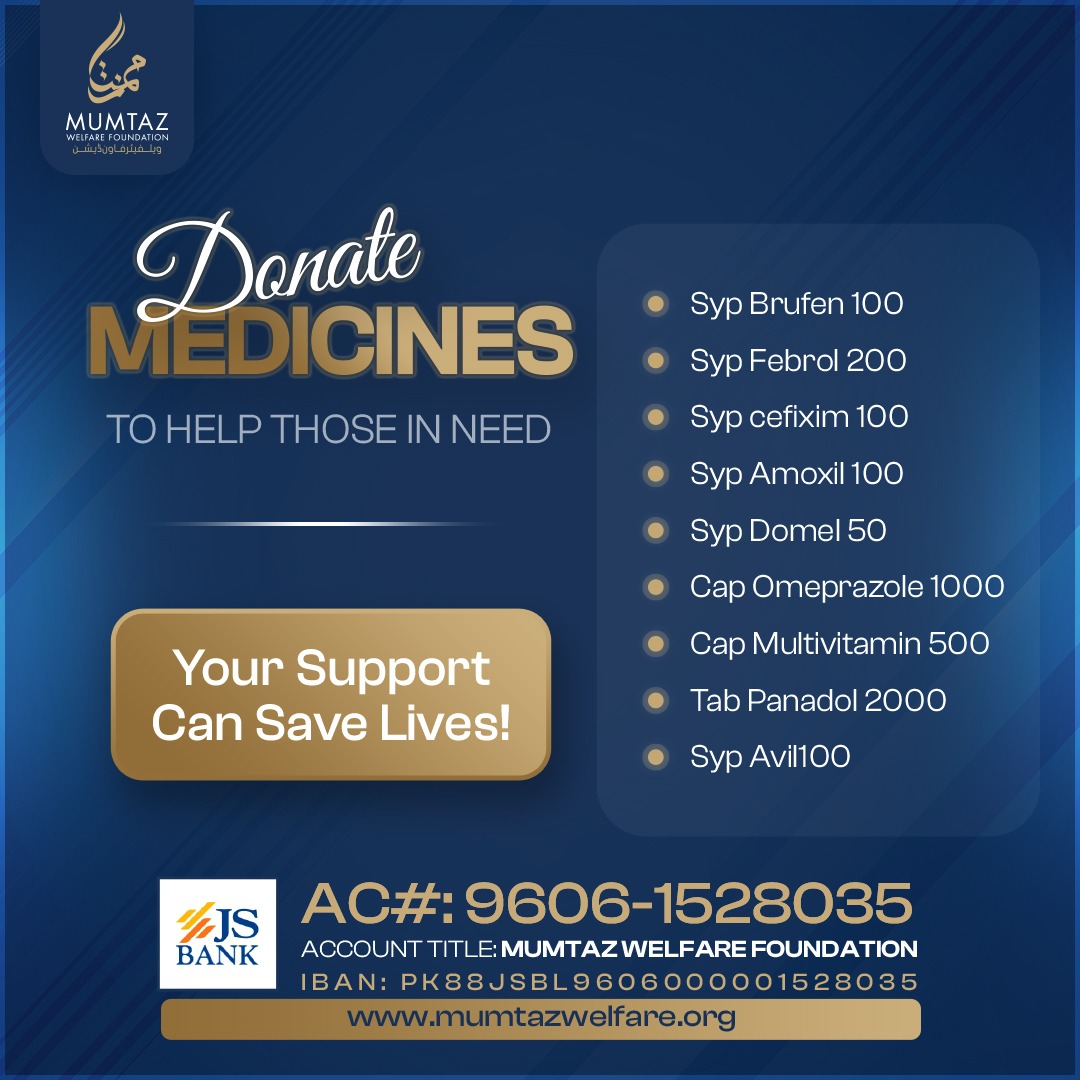 ممتاز
MUMTAZ
WELFARE FOUNDATION
ویلفیئرفاونڈیشن
Donate
MEDICINES
TO HELP THOSE IN NEED
Your Support
Can Save Lives!
Syp Brufen 100
Syp Febrol 200
Syp cefixim 100
Syp Amoxil 100
Syp Domel 50
Cap Omeprazole 1000
Cap Multivitamin 500
Tab Panadol 2000
Syp Avil100
JS
BANK
AC#: 9606-1528035
ACCOUNT TITLE: MUMTAZ WELFARE FOUNDATION
IBAN: PK88JSBL9606000001528035
www.mumtazwelfare.org